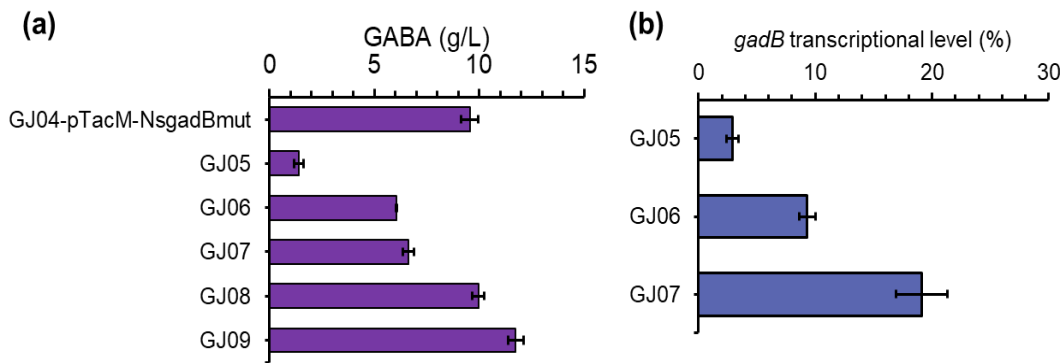 (a)
GABA (g/L)
0 5 10 15
GJ04-pTacM-NsgadBmut
GJ05
GJ06
GJ07
GJ08
GJ09
(b)
gadB transcriptional level (%)
0 10 20 30
GJ05
GJ06
GJ07